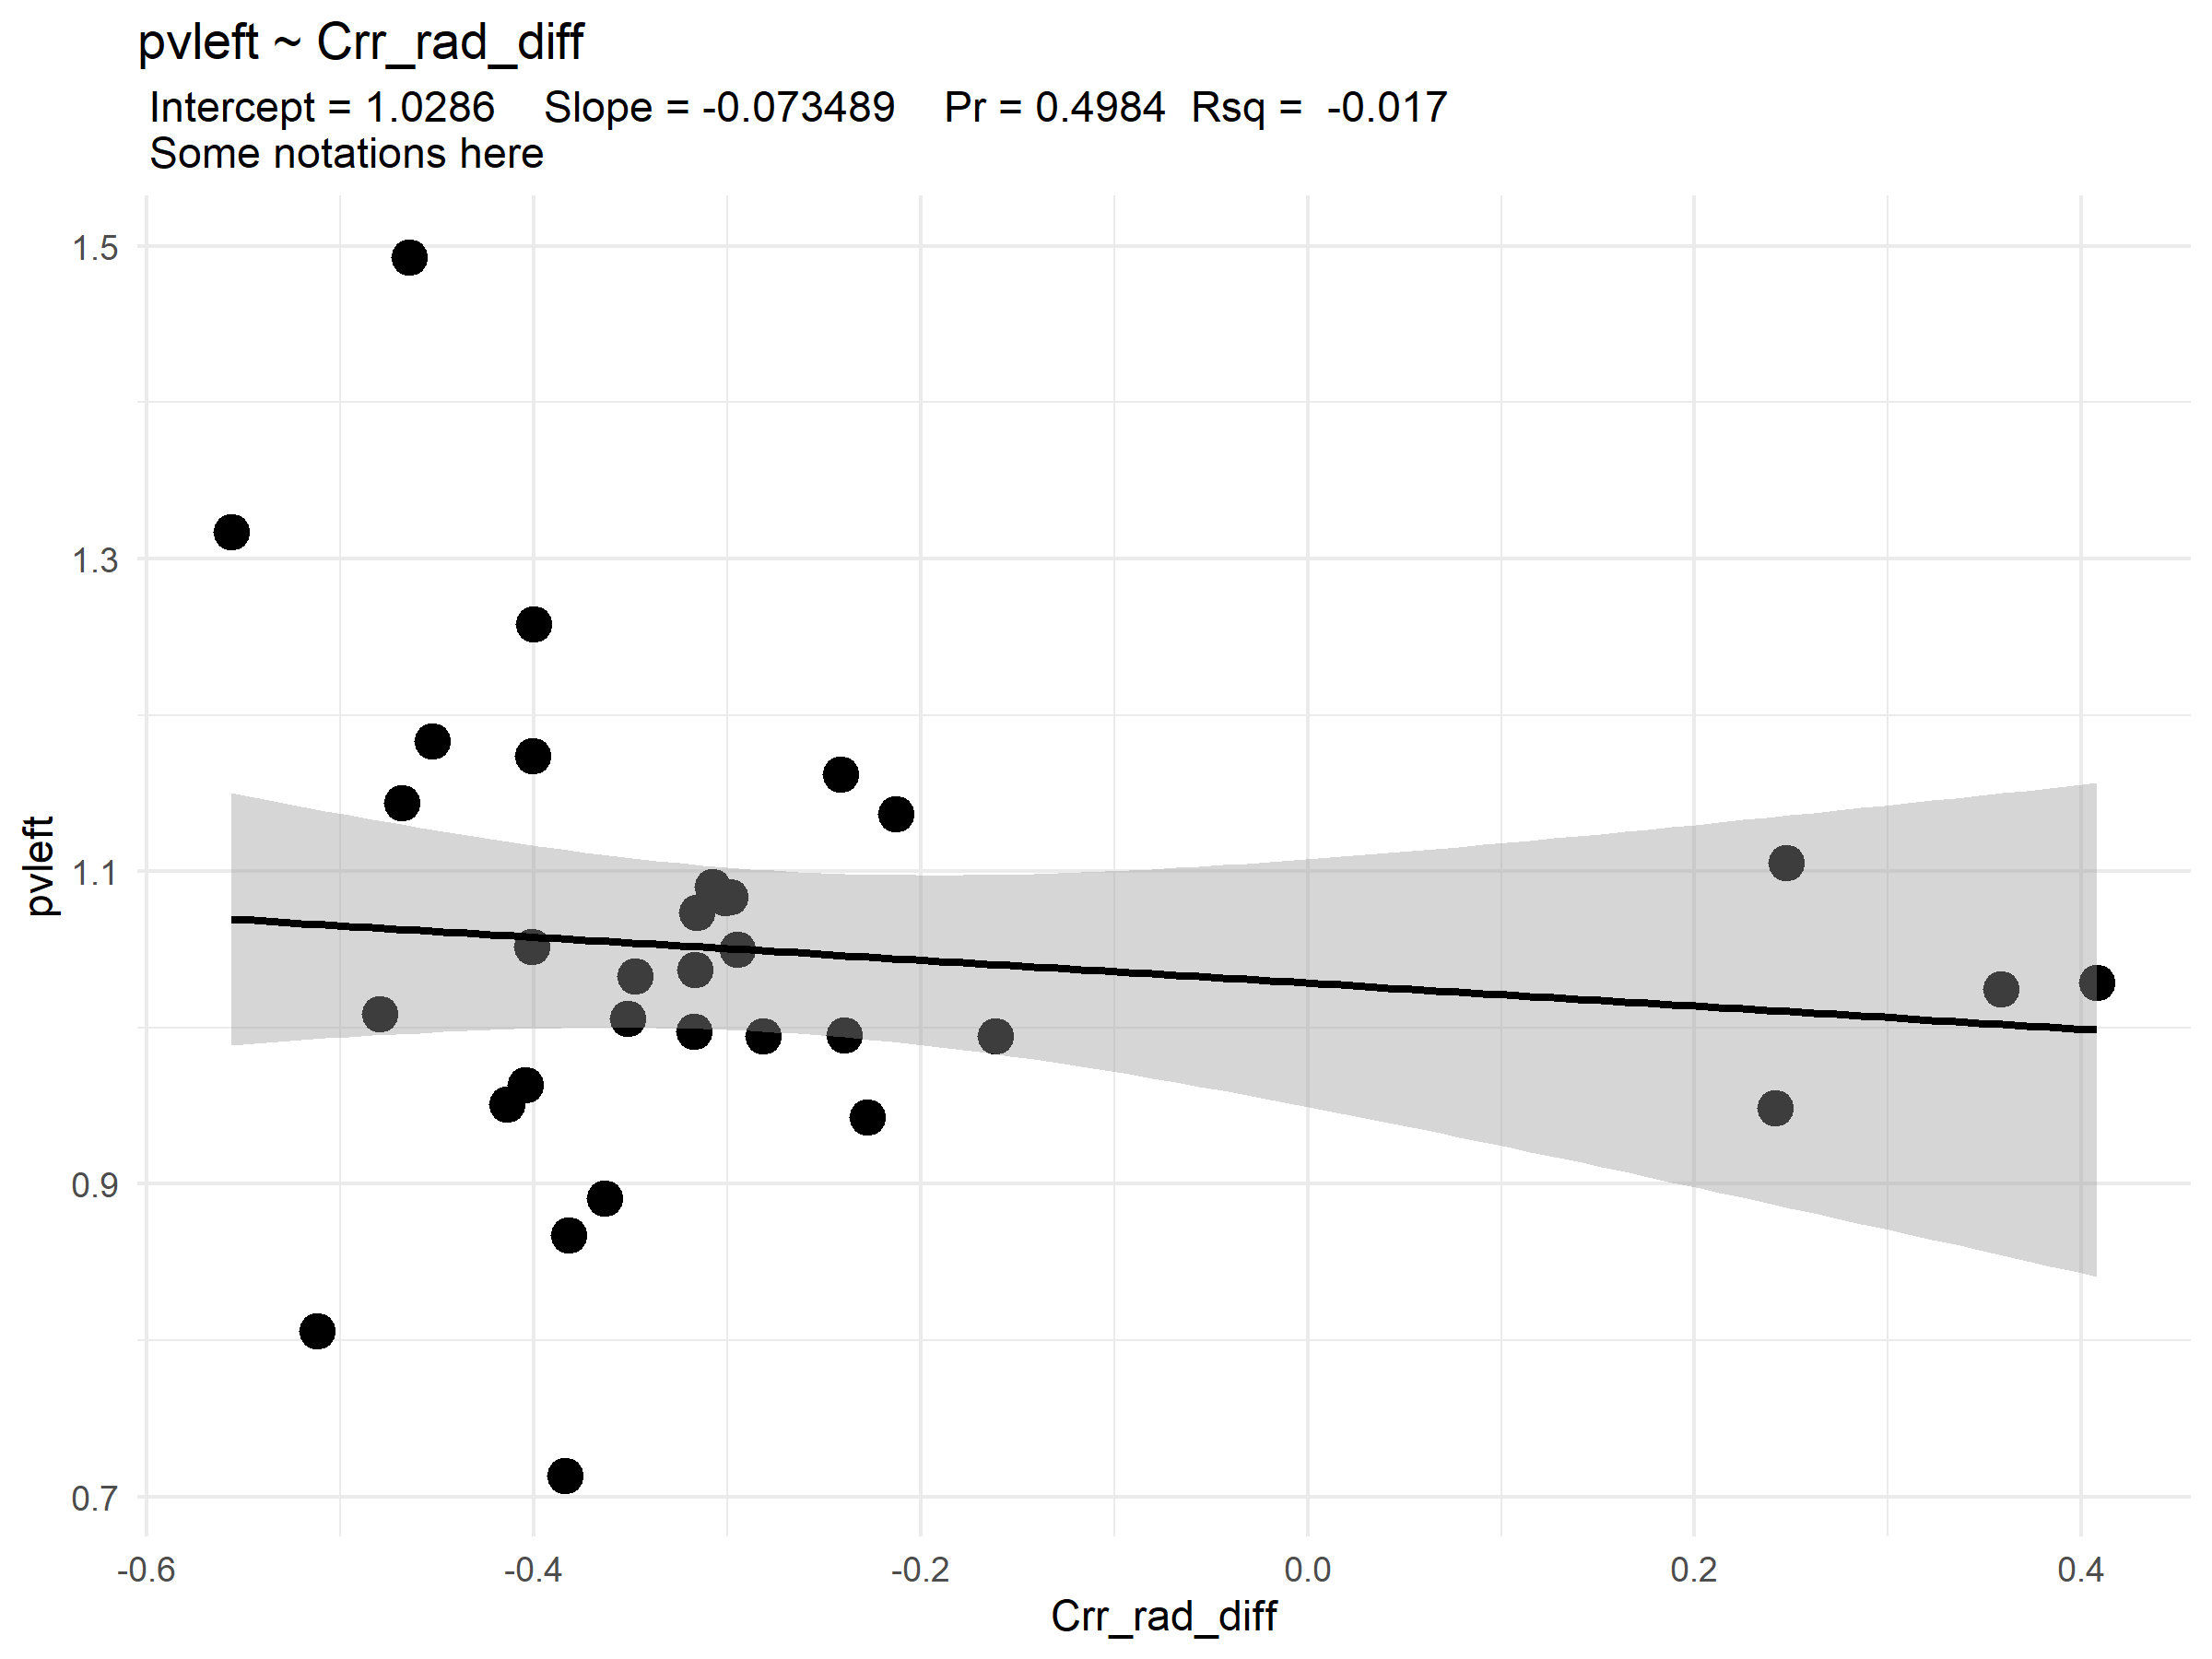 pvleft ~ Crr_rad_diff
Intercept = 1.0286 Slope = -0.073489 Pr = 0.4984 Rsq = -0.017
Some notations here
1.5
1.3
1.1
0.9
0.7
pvleft
-0.6 -0.4 -0.2 0.0 0.2 0.4
Crr_rad_diff